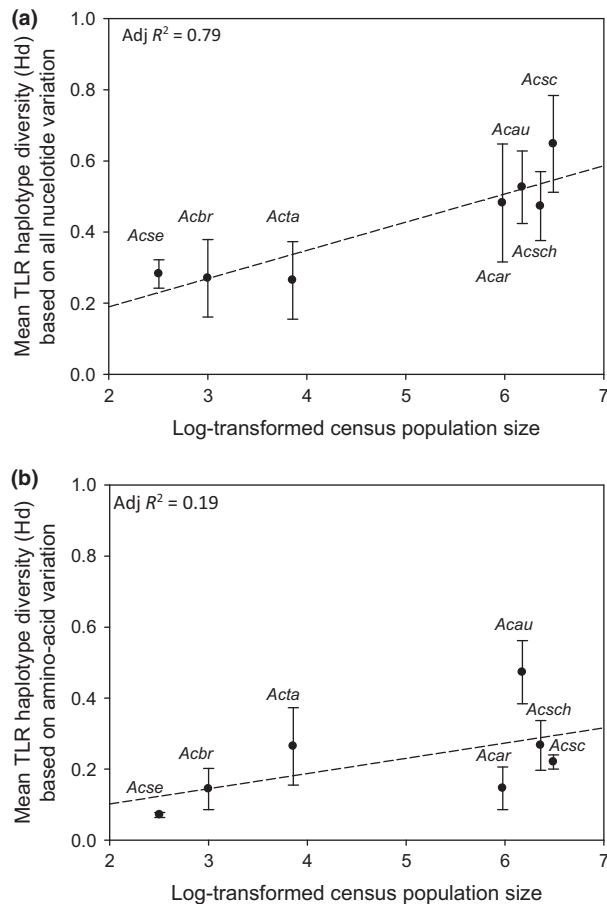 (a)
Adj R² = 0.79
Mean TLR haplotype diversity (Hd)
based on all nucelotide variation
1.0
0.8
0.6
0.4
0.2
0.0
Acse
Acbr
Acta
Acar
Acau
Acsch
Acsc
2 3 4 5 6 7
Log-transformed census population size
(b)
Adj R² = 0.19
Mean TLR haplotype diversity (Hd)
based on amino-acid variation
1.0
0.8
0.6
0.4
0.2
0.0
Acse
Acbr
Acta
Acar
Acau
Acsch
Acsc
2 3 4 5 6 7
Log-transformed census population size